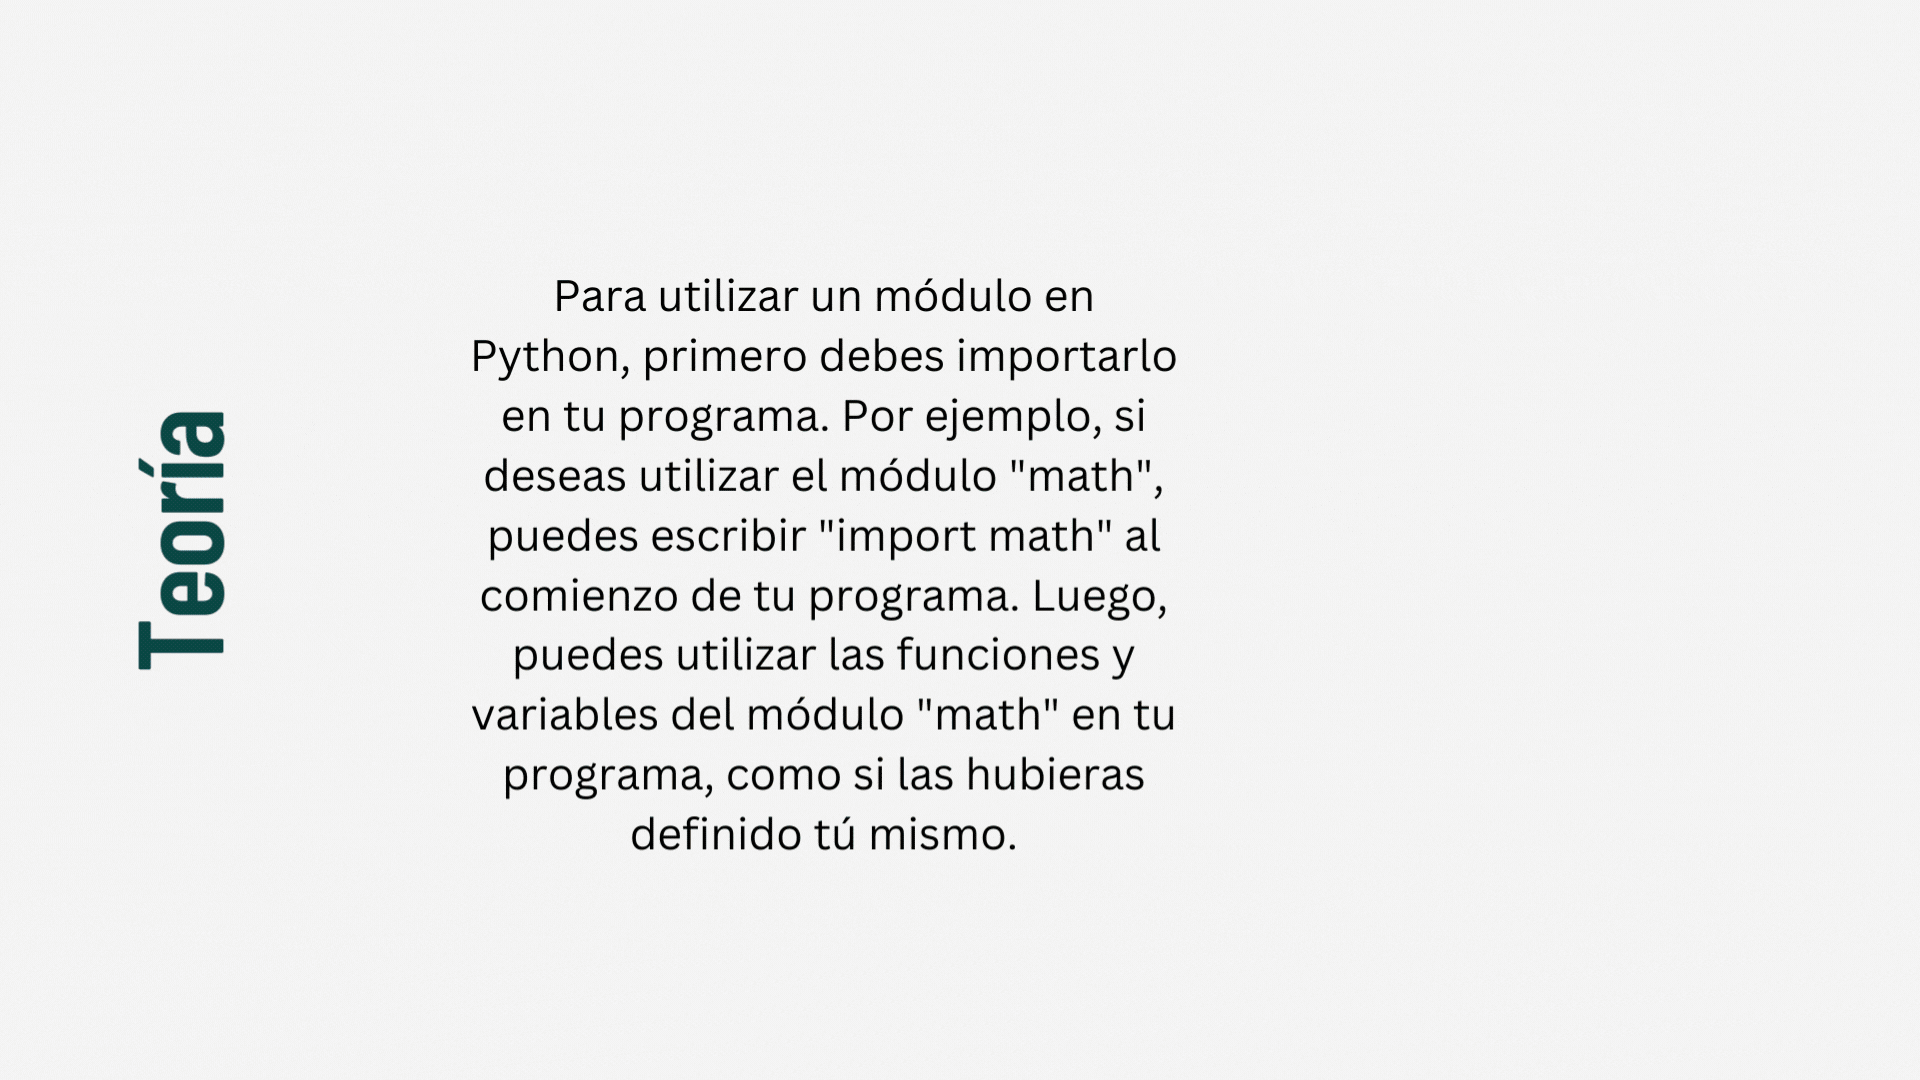 Teoría
Para utilizar un módulo en
Python, primero debes importarlo
en tu programa. Por ejemplo, si
deseas utilizar el módulo "math",
puedes escribir "import math" al
comienzo de tu programa. Luego,
puedes utilizar las funciones y
variables del módulo "math" en tu
programa, como si las hubieras
definido tú mismo.